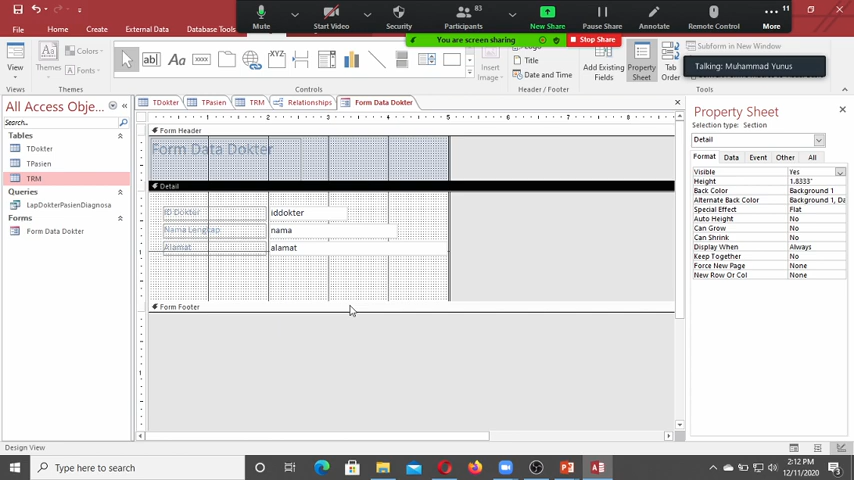 Mute
Start Video
Security
83
Participants
New Share
Pause Share
Annotate
Remote Control
11
More
You are screen sharing
Stop Share
Talking: Muhammad Yunus
File
Home
Create
External Data
Database Tools
View
Views
Themes
Colors
Fonts
Themes
Aa
xxxx
XYZ
Controls
Insert
Image
Title
Date and Time
Header / Footer
Add Existing
Fields
Property
Sheet
Tab
Order
Subform in New Window
Tools
All Access Obje...
Search...
Tables
TDokter
TPasien
TRM
Queries
LapDokterPasienDiagnosa
Forms
Form Data Dokter
TDokter
TPasien
TRM
Relationships
Form Data Dokter
Form Header
Form Data Dokter
Detail
ID Dokter
iddokter
Nama Lengkap
nama
Alamat
alamat
Form Footer
Property Sheet
Selection type: Section
Detail
Format
Data
Event
Other
All
Visible
Yes
Height
1.8333"
Back Color
Background 1
Alternate Back Color
Background 1, Da
Special Effect
Flat
Auto Height
No
Can Grow
No
Can Shrink
No
Display When
Always
Keep Together
No
Force New Page
None
New Row Or Col
None
Design View
Type here to search
2:12 PM
12/11/2020
3